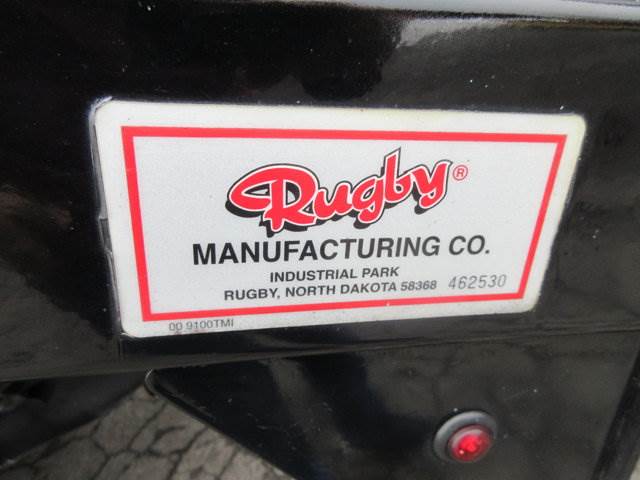 Rugby®
MANUFACTURING CO.
INDUSTRIAL PARK
RUGBY, NORTH DAKOTA 58368 462530
00 9100TMI